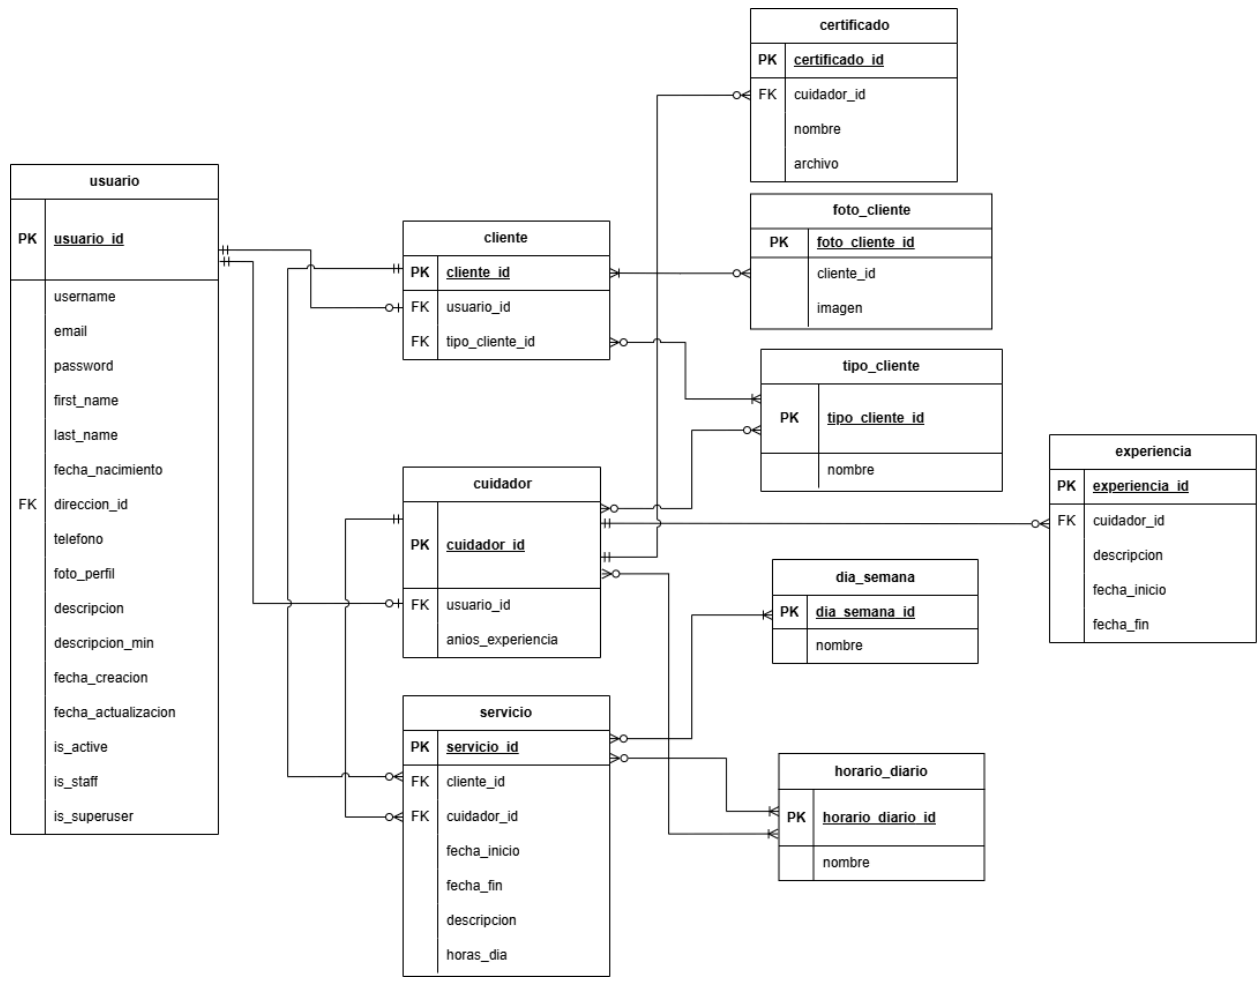 certificado
PK certificado_id
FK cuidador_id
nombre
archivo
usuario
PK usuario_id
username
email
password
first_name
last_name
fecha_nacimiento
FK direccion_id
telefono
foto_perfil
descripcion
descripcion_min
fecha_creacion
fecha_actualizacion
is_active
is_staff
is_superuser
cliente
PK cliente_id
FK usuario_id
FK tipo_cliente_id
foto_cliente
PK foto_cliente_id
cliente_id
imagen
tipo_cliente
PK tipo_cliente_id
nombre
cuidador
PK cuidador_id
FK usuario_id
anios_experiencia
experiencia
PK experiencia_id
FK cuidador_id
descripcion
fecha_inicio
fecha_fin
dia_semana
PK dia_semana_id
nombre
servicio
PK servicio_id
FK cliente_id
FK cuidador_id
fecha_inicio
fecha_fin
descripcion
horas_dia
horario_diario
PK horario_diario_id
nombre